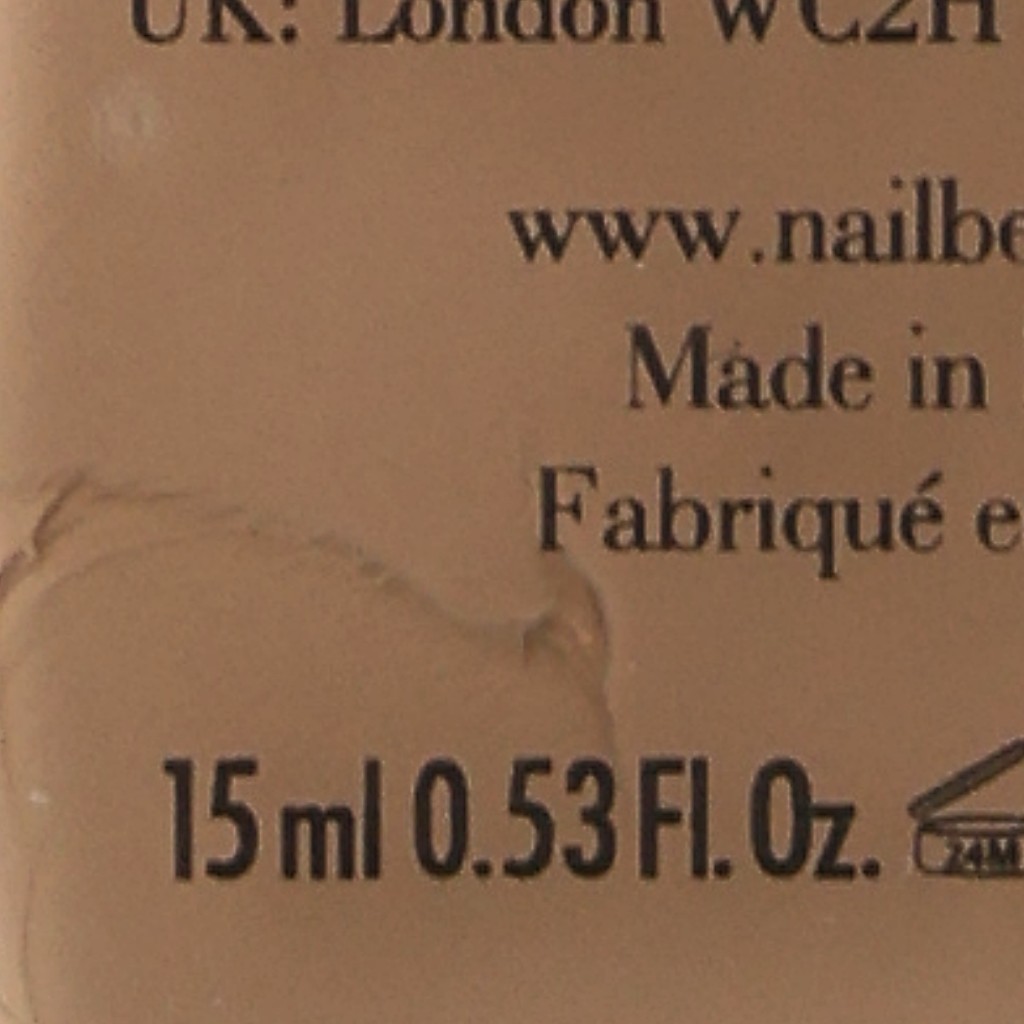 UK: London WC2H
www.nailbe
Made in
Fabriqué e
15 ml 0.53 Fl. Oz. 24M